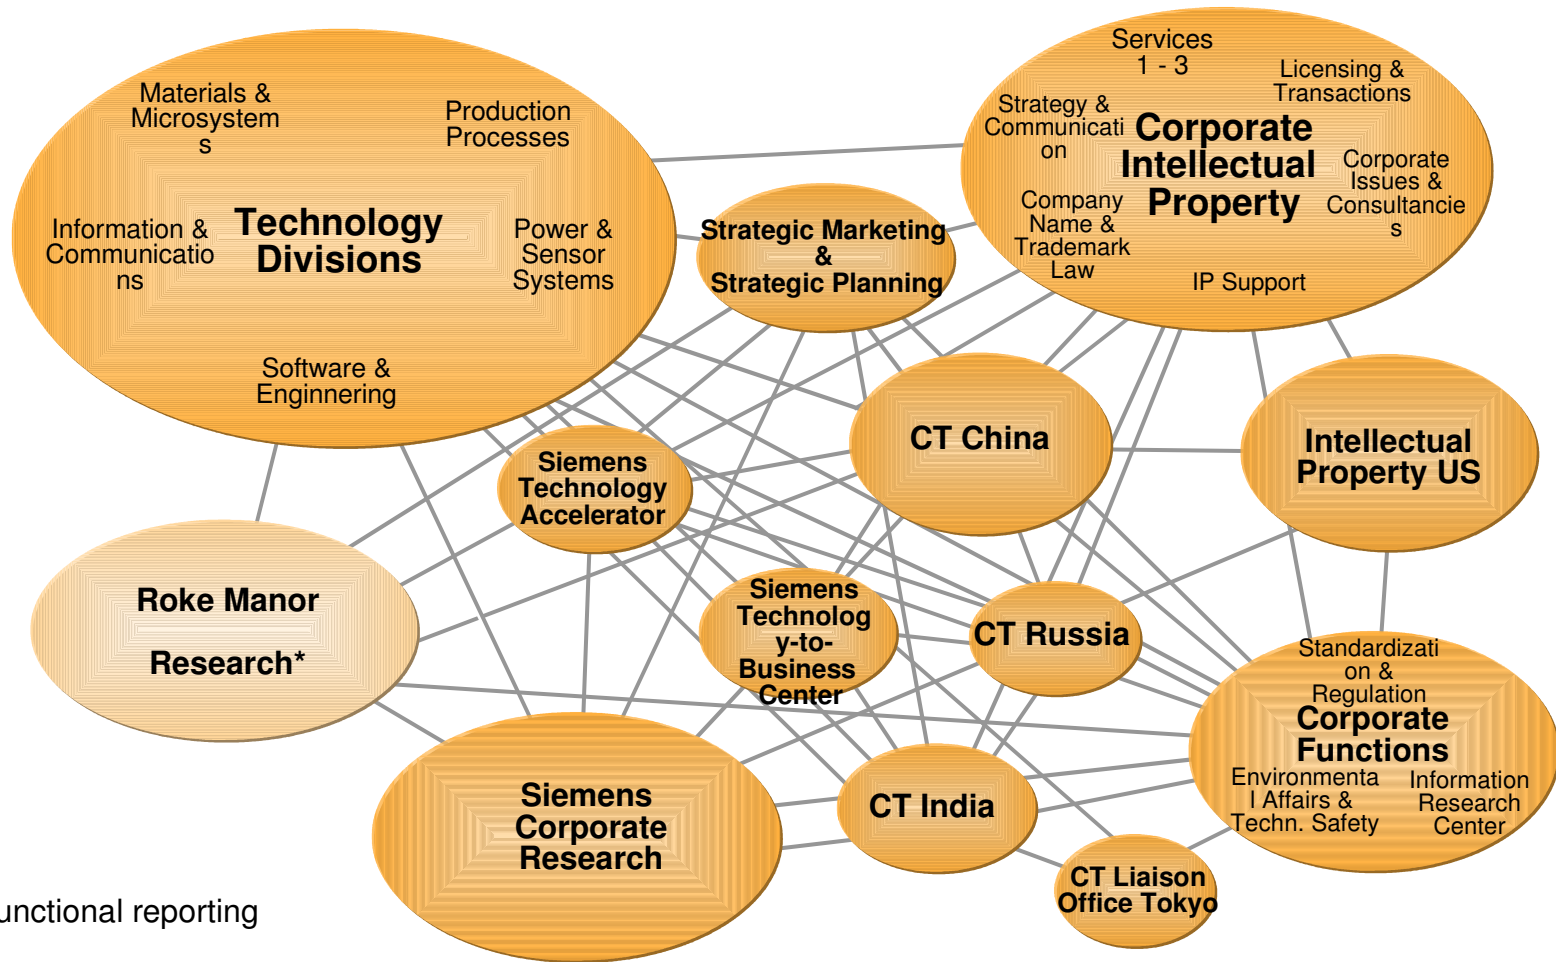 Materials &
Microsystem
s
Production
Processes
Information &
Communicatio
ns
Technology
Divisions
Power &
Sensor
Systems
Software &
Enginnering
Services
1 - 3
Licensing &
Transactions
Strategy &
Communicati
on
Corporate
Intellectual
Property
Corporate
Issues &
Consultancie
s
Company
Name &
Trademark
Law
IP Support
Strategic Marketing
&
Strategic Planning
CT China
Intellectual
Property US
Siemens
Technology
Accelerator
Roke Manor
Research*
Siemens
Technolog
y-to-
Business
Center
CT Russia
Standardizati
on &
Regulation
Corporate
Functions
Environmenta
l Affairs &
Techn. Safety
Information
Research
Center
Siemens
Corporate
Research
CT India
CT Liaison
Office Tokyo
unctional reporting